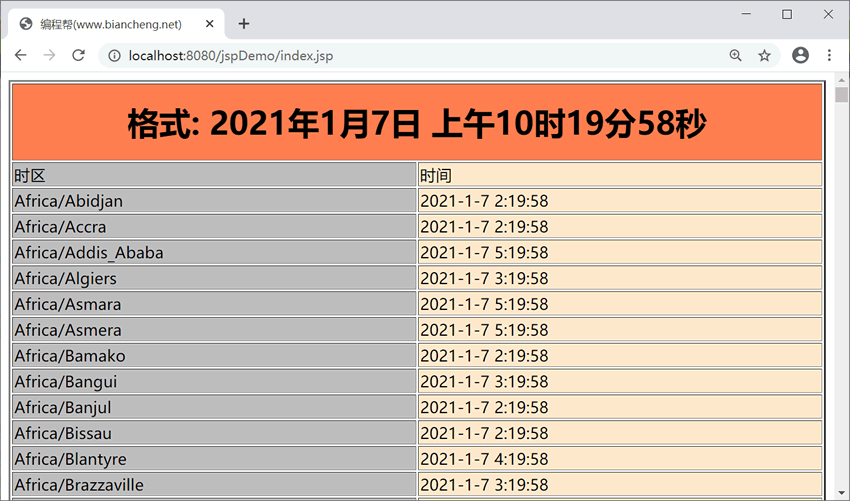 编程帮(www.biancheng.net)
localhost:8080/jspDemo/index.jsp
格式: 2021年1月7日 上午10时19分58秒
时区 时间
Africa/Abidjan 2021-1-7 2:19:58
Africa/Accra 2021-1-7 2:19:58
Africa/Addis_Ababa 2021-1-7 5:19:58
Africa/Algiers 2021-1-7 3:19:58
Africa/Asmara 2021-1-7 5:19:58
Africa/Asmera 2021-1-7 5:19:58
Africa/Bamako 2021-1-7 2:19:58
Africa/Bangui 2021-1-7 3:19:58
Africa/Banjul 2021-1-7 2:19:58
Africa/Bissau 2021-1-7 2:19:58
Africa/Blantyre 2021-1-7 4:19:58
Africa/Brazzaville 2021-1-7 3:19:58